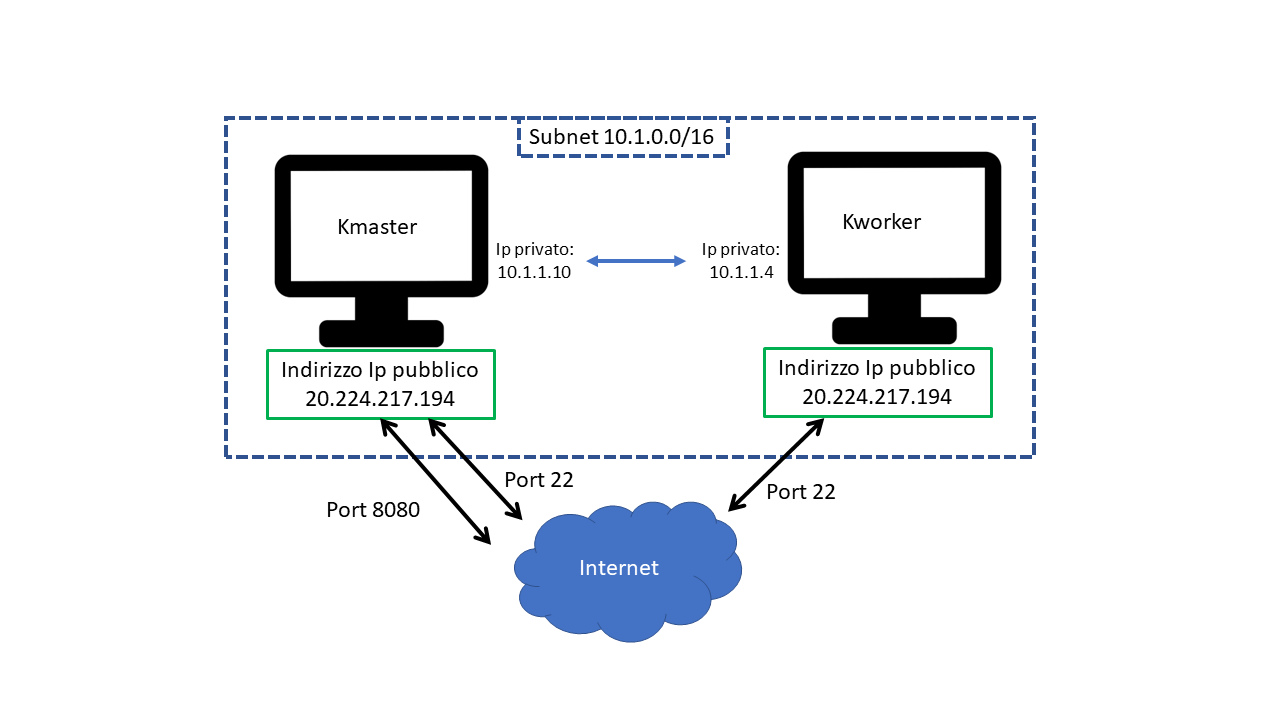 Subnet 10.1.0.0/16
Kmaster
Kworker
Ip privato:
10.1.1.10
Ip privato:
10.1.1.4
Indirizzo Ip pubblico
20.224.217.194
Indirizzo Ip pubblico
20.224.217.194
Port 22
Port 8080
Port 22
Internet